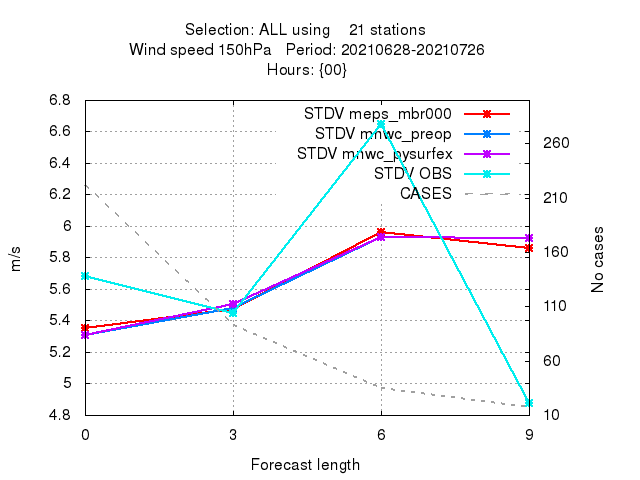 Selection: ALL using 21 stations
Wind speed 150hPa Period: 20210628-20210726
Hours: {00}
STDV meps_mbr000
STDV mnwc_preop
STDV mnwc_pysurfex
STDV OBS
CASES
6.8
6.6
6.4
6.2
6
5.8
5.6
5.4
5.2
5
4.8
m/s
260
210
160
110
60
10
No cases
0 3 6 9
Forecast length